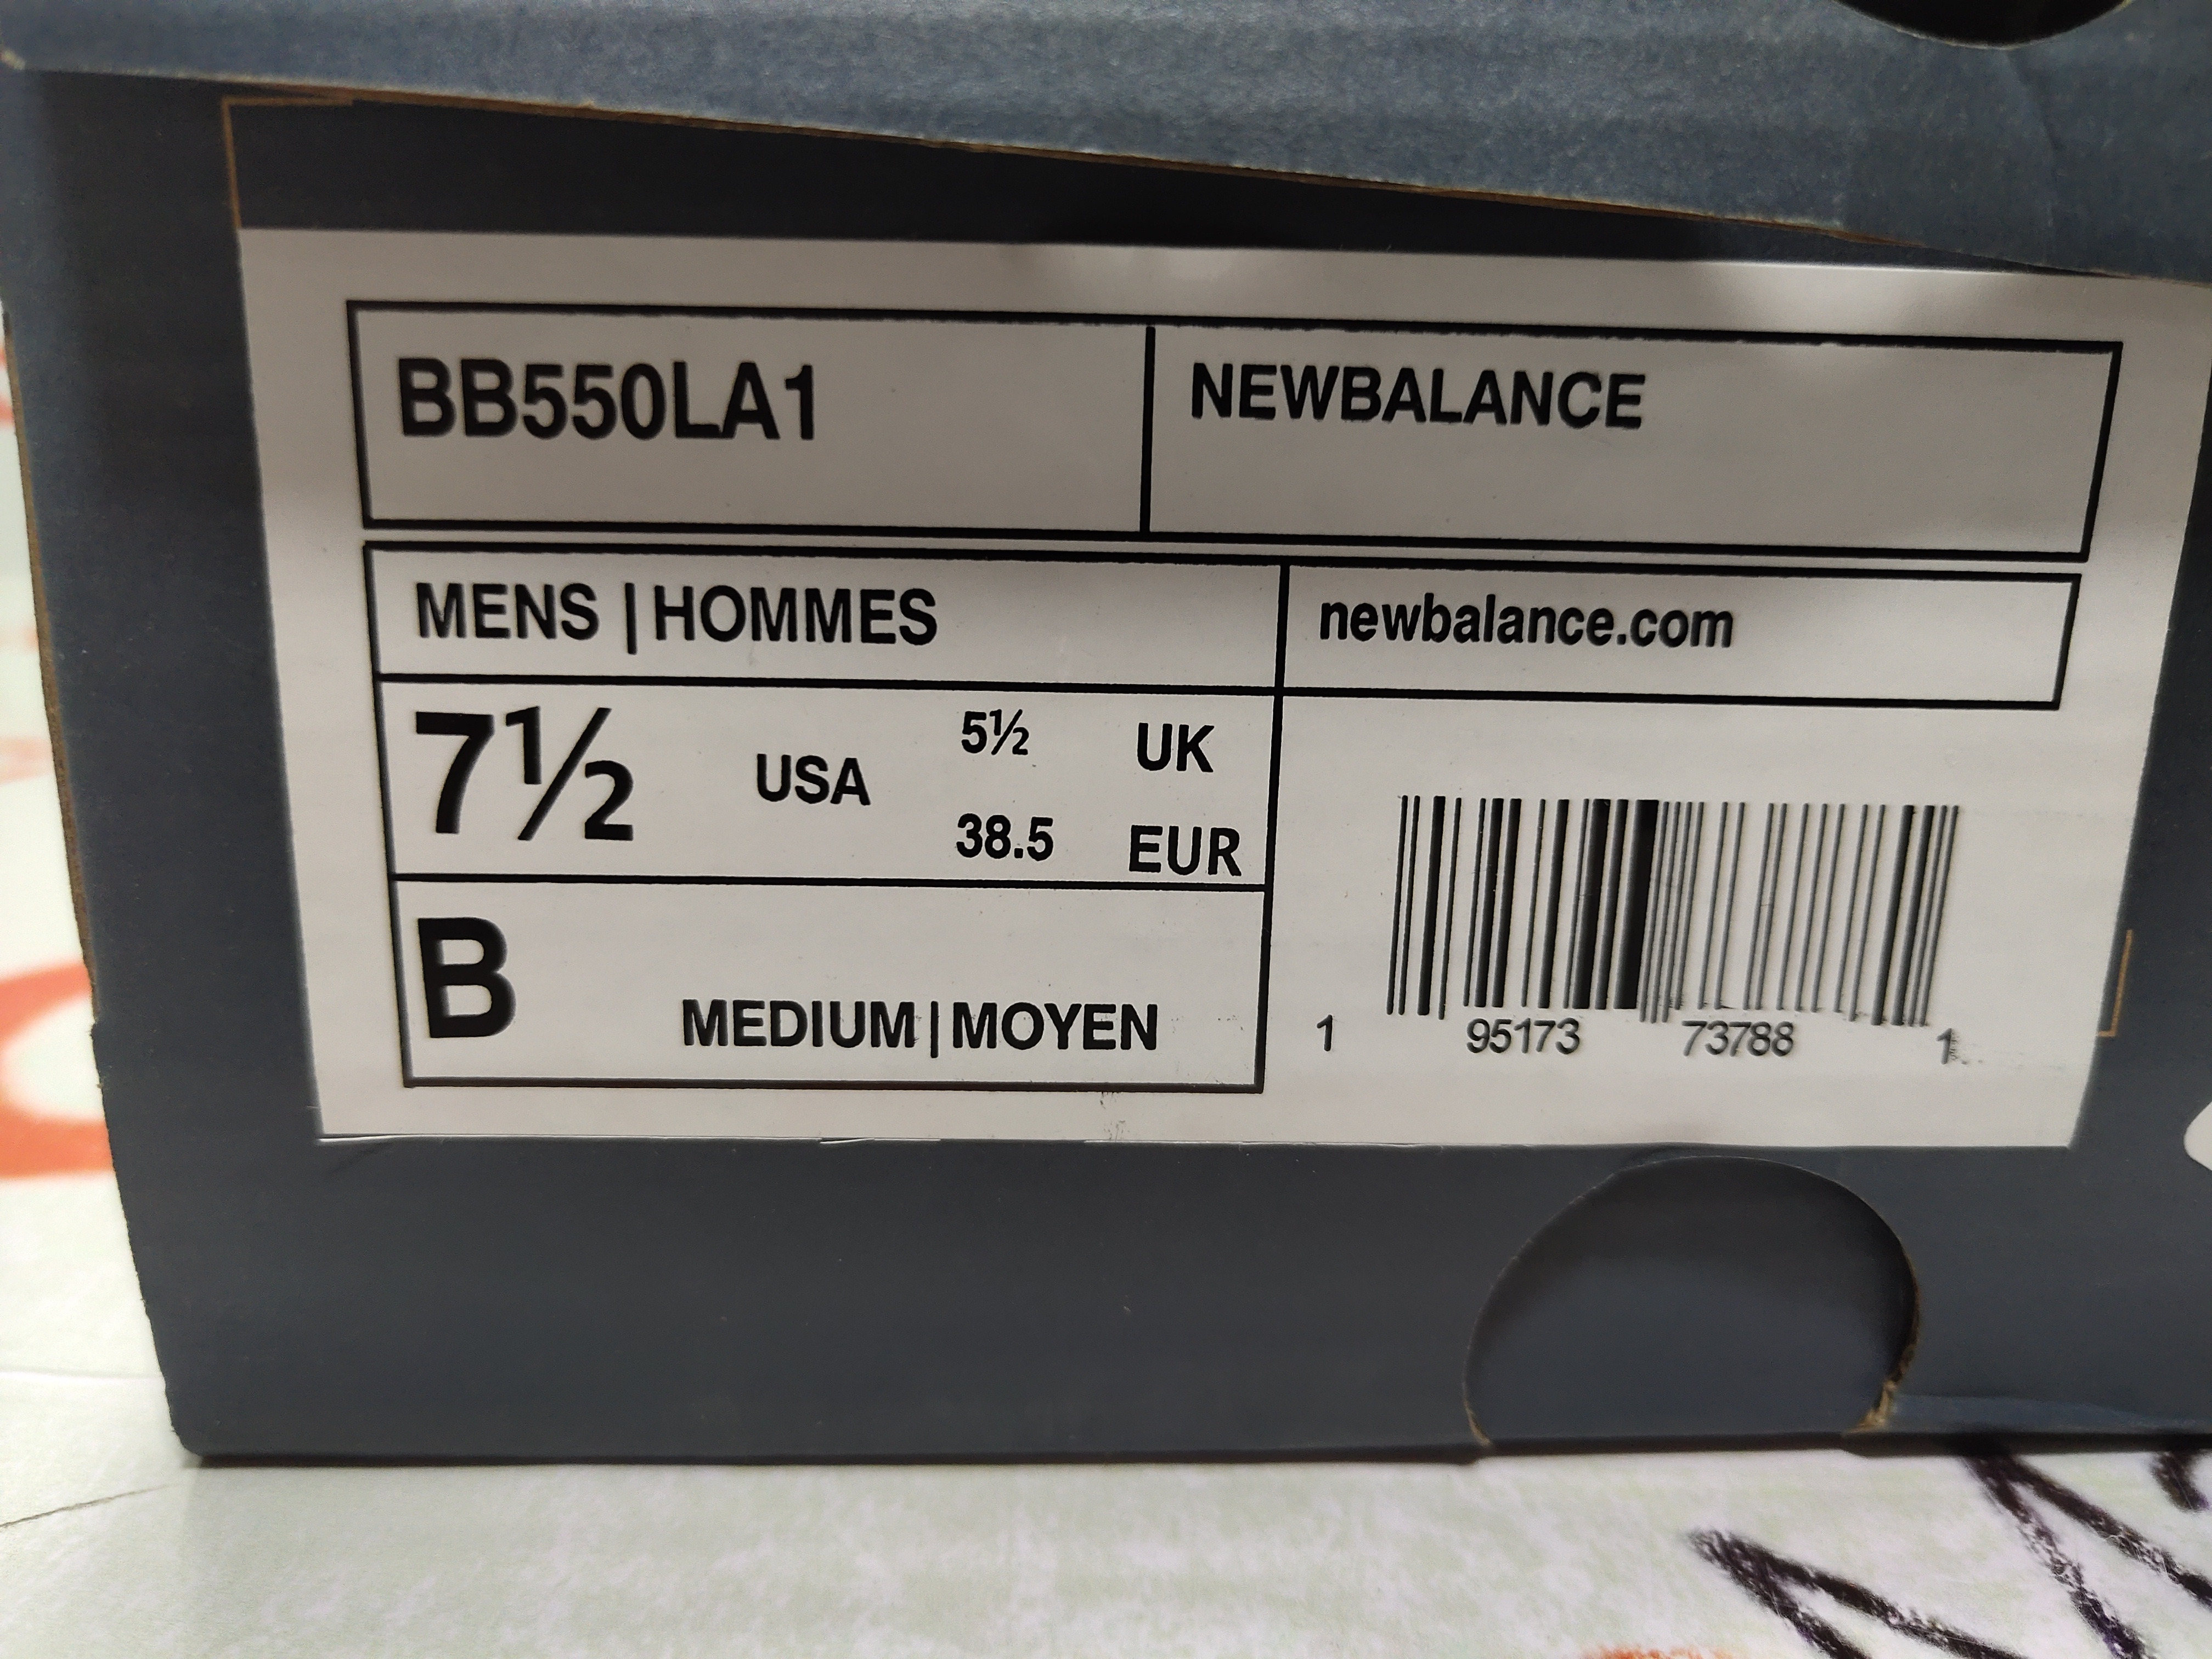 BB550LA1
NEWBALANCE
MENS | HOMMES
newbalance.com
7½ USA
5½ UK
38.5 EUR
B
MEDIUM | MOYEN
1 95173 73788 1